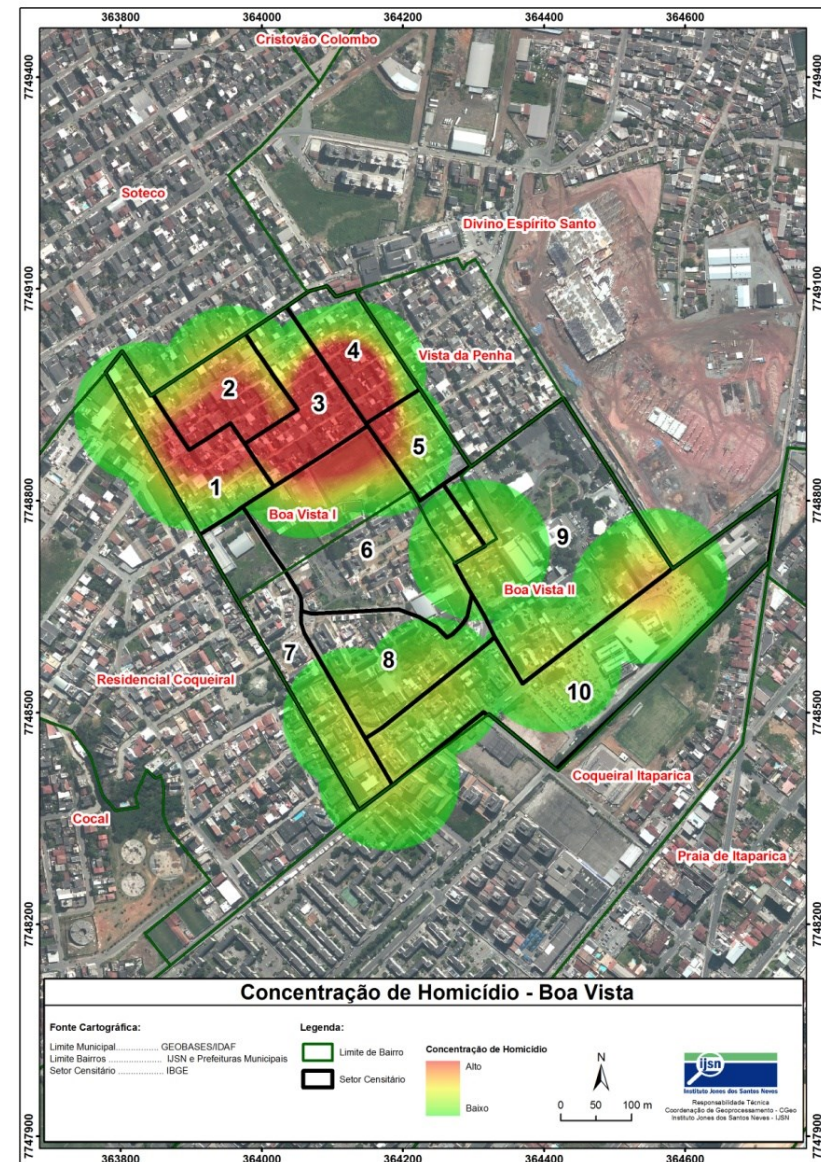 363800 364000 364200 364400 364600
Cristovão Colombo
7749400 7749400
Soteco
Divino Espírito Santo
7749100 7749100
Vista da Penha
4
2
3
5
1
7748800 7748800
Boa Vista I
9
6
Boa Vista II
7
8
Residencial Coqueiral
10
7748500 7748500
Coqueiral Itaparica
Cocal
Praia de Itaparica
7748200 7748200
Concentração de Homicídio - Boa Vista
Fonte Cartográfica:
Limite Municipal............... GEOBASES/IDAF
Limite Bairros ................... IJSN e Prefeituras Municipais
Setor Censitário ................ IBGE
Legenda:
Limite de Bairro
Setor Censitário
Concentração de Homicídio
Alto
Baixo
N
0 50 100 m
ijsn
Instituto Jones dos Santos Neves
Responsabilidade Técnica
Coordenação de Geoprocessamento - CGeo
Instituto Jones dos Santos Neves - IJSN
7747900 7747900
363800 364000 364200 364400 364600